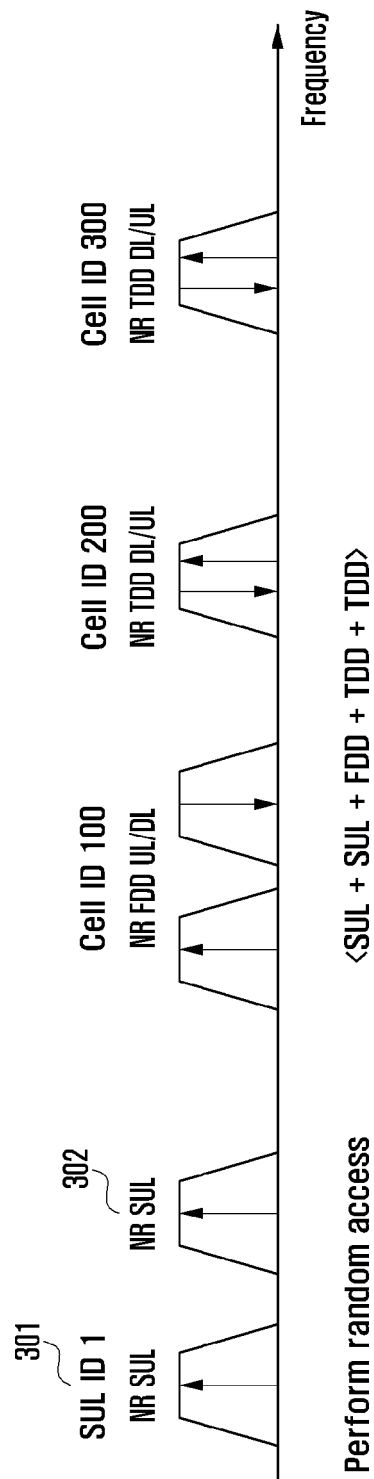 301
SUL ID 1
NR SUL
302
NR SUL
Cell ID 100
NR FDD UL/DL
Cell ID 200
NR TDD DL/UL
Cell ID 300
NR TDD DL/UL
Frequency
Perform random access
<SUL + SUL + FDD + TDD + TDD>